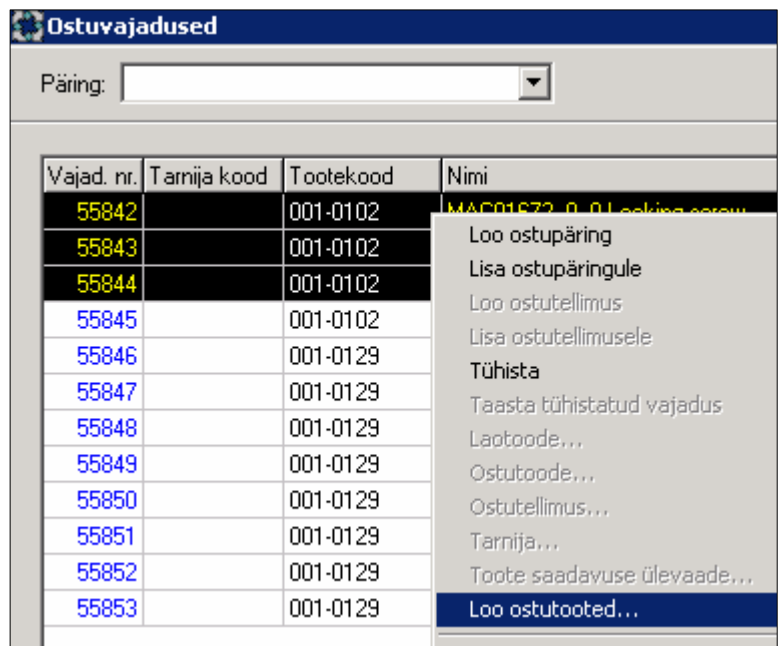 Ostuvajadused
Päring:
Vajad. nr. Tarnija kood Tootekood Nimi
55842 001-0102 MAC01672_0_0 Locking screw
55843 001-0102
55844 001-0102
55845 001-0102
55846 001-0129
55847 001-0129
55848 001-0129
55849 001-0129
55850 001-0129
55851 001-0129
55852 001-0129
55853 001-0129
Loo ostupäring
Lisa ostupäringule
Loo ostutellimus
Lisa ostutellimusele
Tühista
Taasta tühistatud vajadus
Laotoode...
Ostutoode...
Ostutellimus...
Tarnija...
Toote saadavuse ülevaade...
Loo ostutooted...